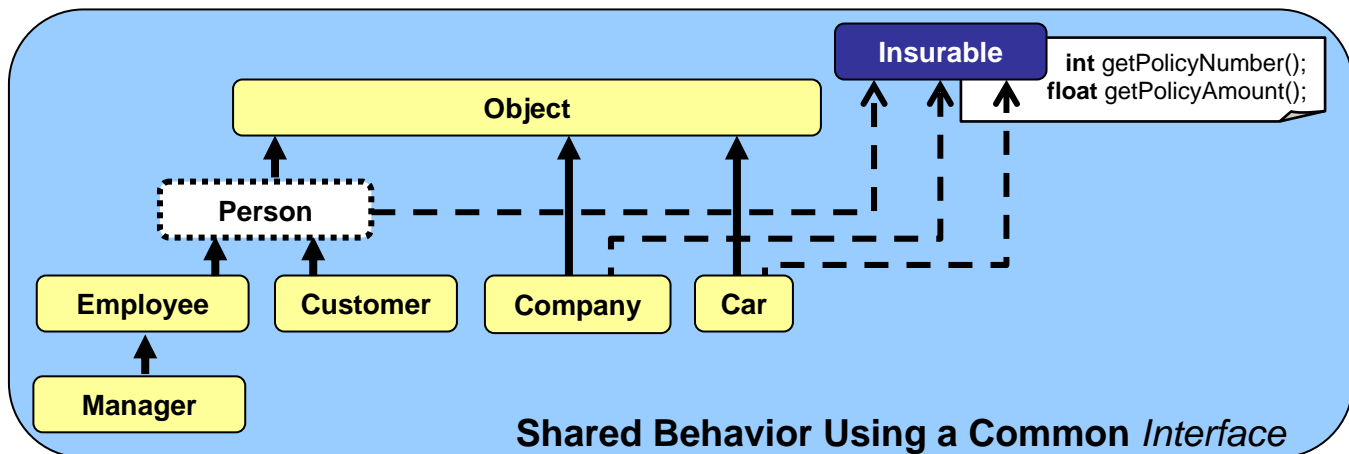 Insurable
int getPolicyNumber();
float getPolicyAmount();
Object
Person
Employee
Customer
Company
Car
Manager
Shared Behavior Using a Common Interface